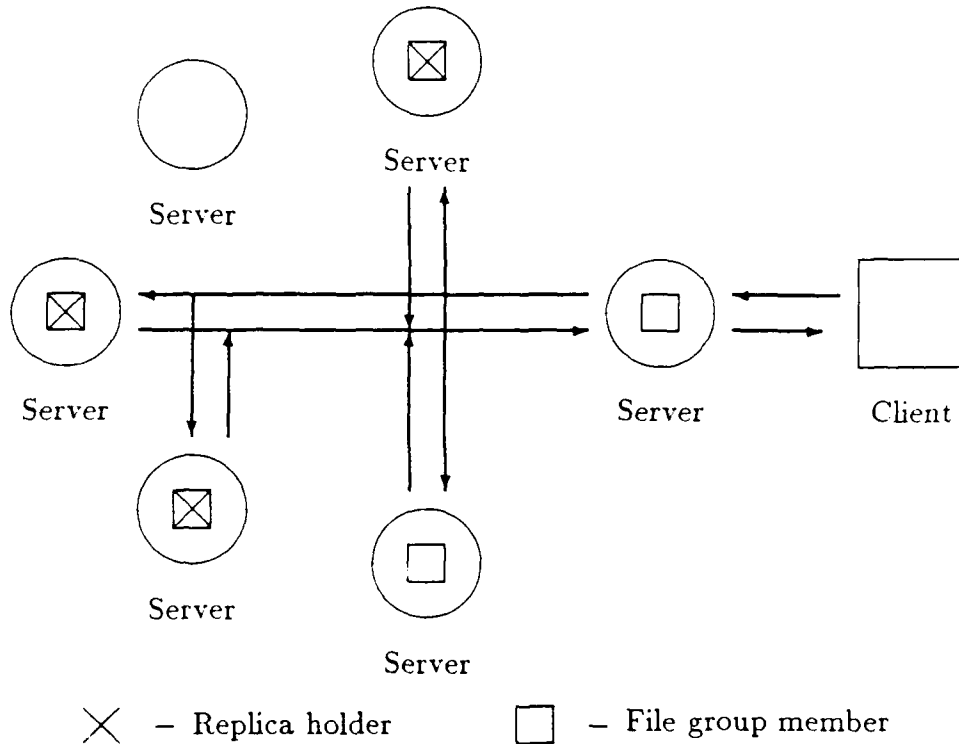 Server
Server
Server
Server
Client
Server
Server
– Replica holder
– File group member